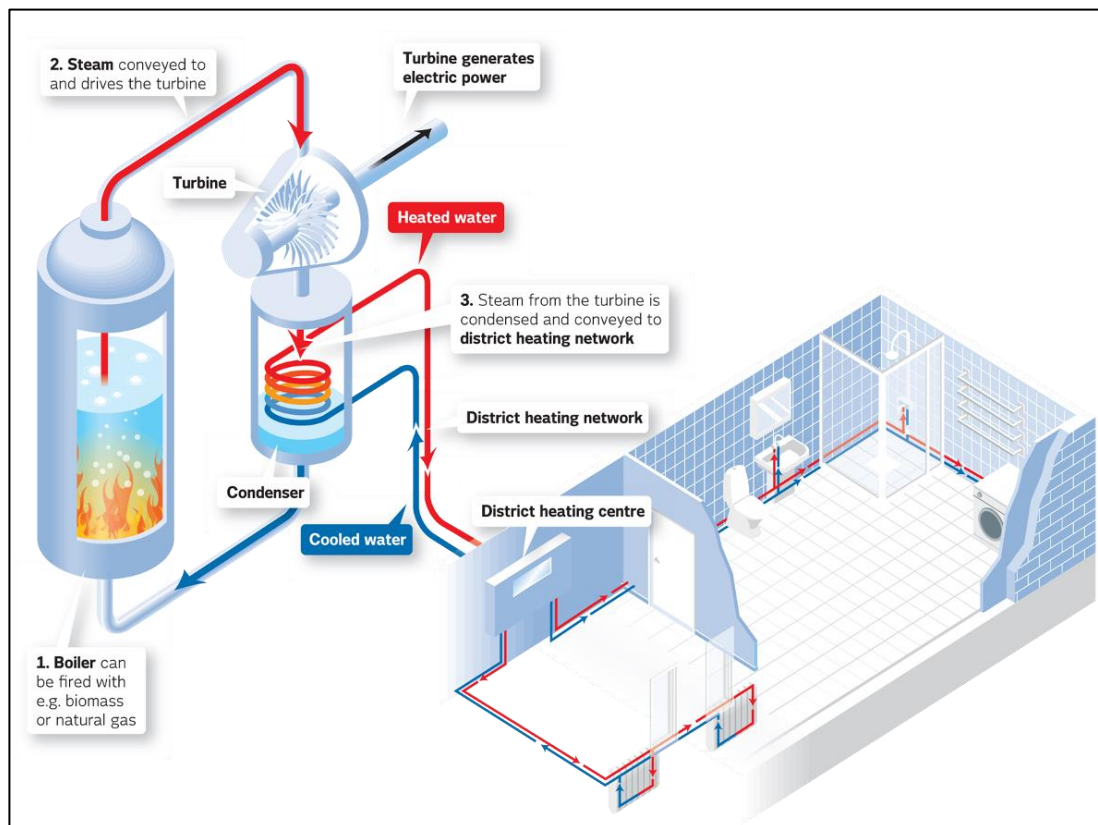 2. Steam conveyed to
and drives the turbine
Turbine generates
electric power
Turbine
Heated water
3. Steam from the turbine is
condensed and conveyed to
district heating network
District heating network
Condenser
District heating centre
Cooled water
1. Boiler can
be fired with
e.g. biomass
or natural gas